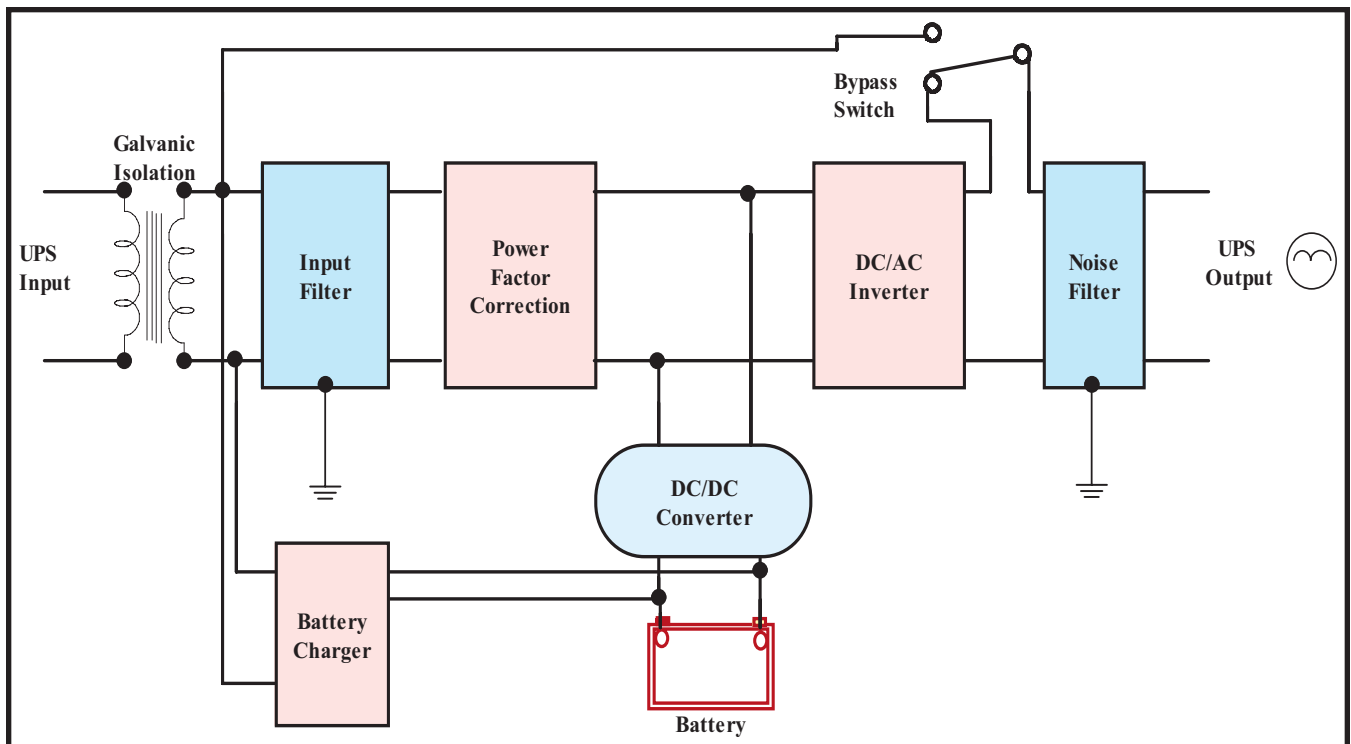 Bypass
Switch
Galvanic
Isolation
UPS
Input
Input
Filter
Power
Factor
Correction
DC/AC
Inverter
Noise
Filter
UPS
Output
DC/DC
Converter
Battery
Charger
Battery